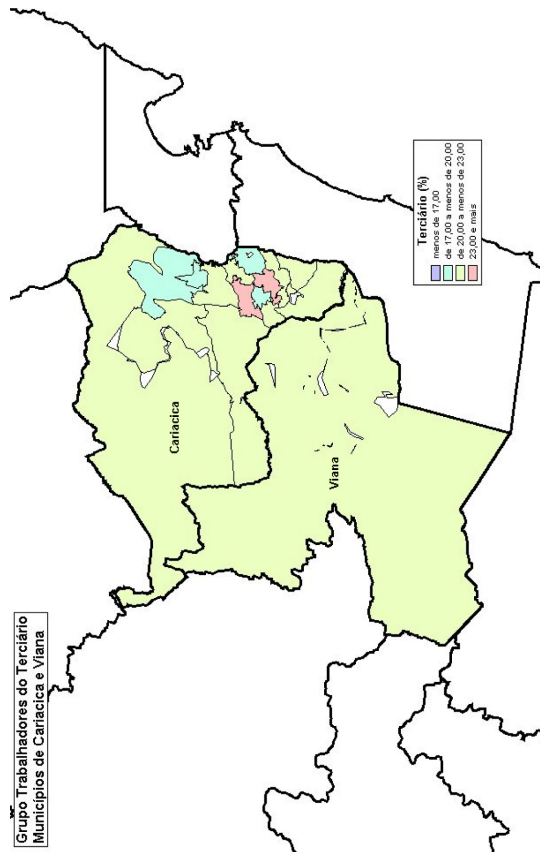 Grupo Trabalhadores do Terciário
Municípios de Cariacica e Viana
Cariacica
Viana
Terciário (%)
menos de 17,00
de 17,00 a menos de 20,00
de 20,00 a menos de 23,00
23,00 e mais